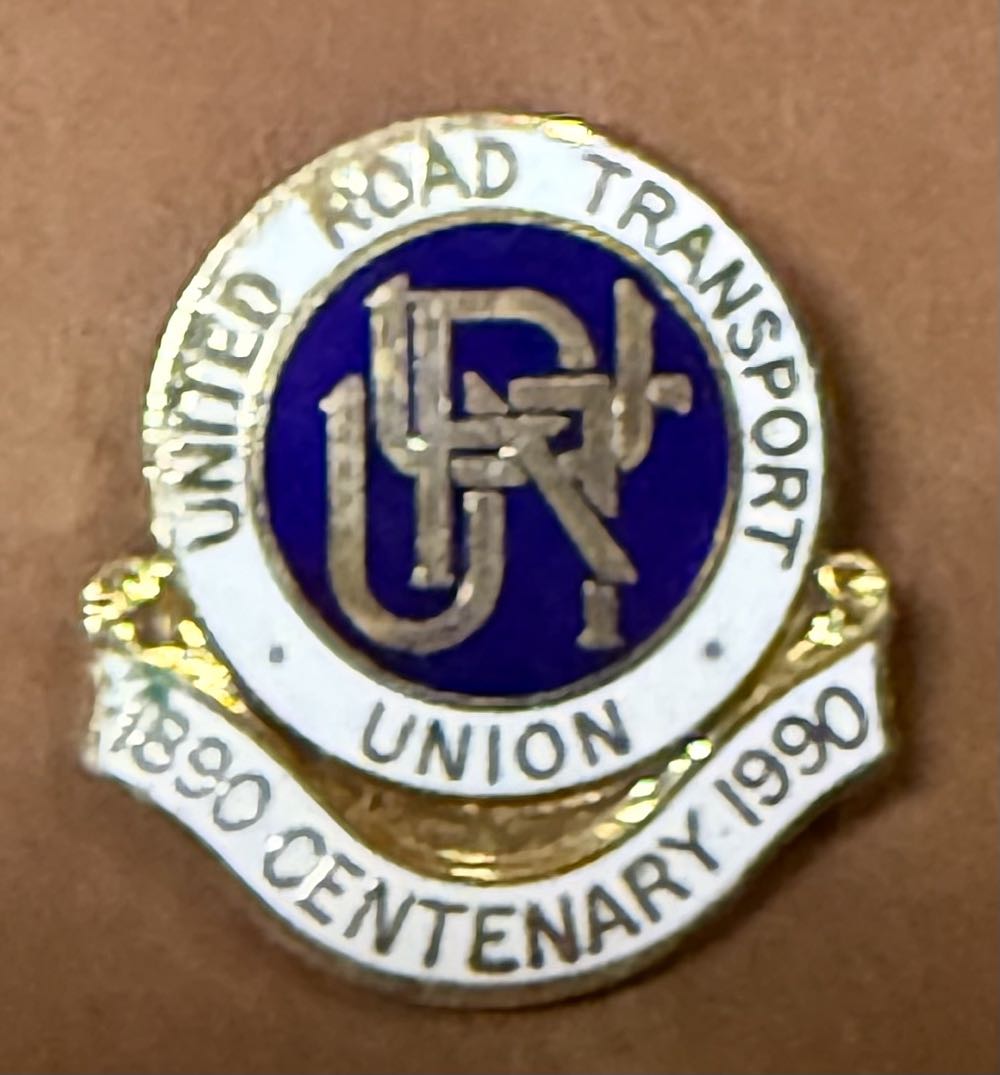 UNITED ROAD TRANSPORT
URTU
UNION
1890 CENTENARY 1990